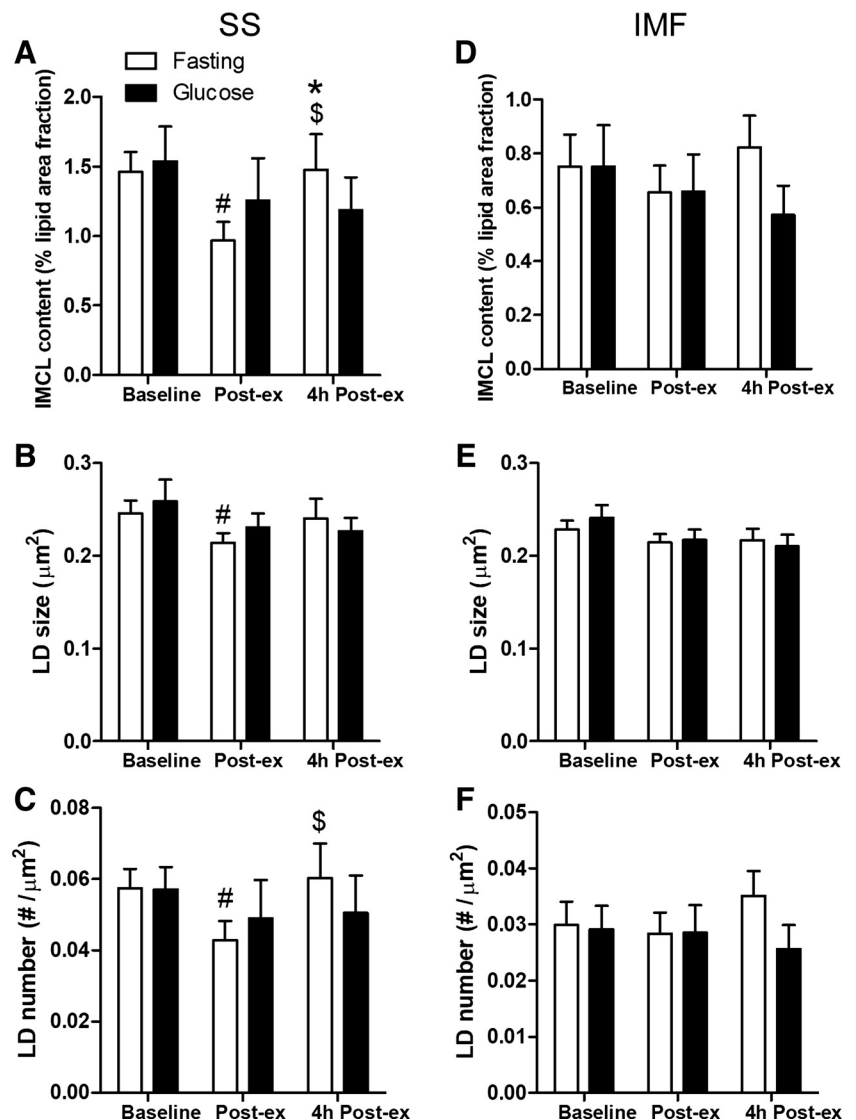 SS
IMF
A
Fasting
Glucose
IMCL content (% lipid area fraction)
2.0
1.5
1.0
0.5
0.0
#
*
$
Baseline
Post-ex
4h Post-ex
D
IMCL content (% lipid area fraction)
1.0
0.8
0.6
0.4
0.2
0.0
Baseline
Post-ex
4h Post-ex
B
LD size (μm²)
0.3
0.2
0.1
0.0
#
Baseline
Post-ex
4h Post-ex
E
LD size (μm²)
0.3
0.2
0.1
0.0
Baseline
Post-ex
4h Post-ex
C
LD number (# /μm²)
0.08
0.06
0.04
0.02
0.00
#
$
Baseline
Post-ex
4h Post-ex
F
LD number (# /μm²)
0.05
0.04
0.03
0.02
0.01
0.00
Baseline
Post-ex
4h Post-ex